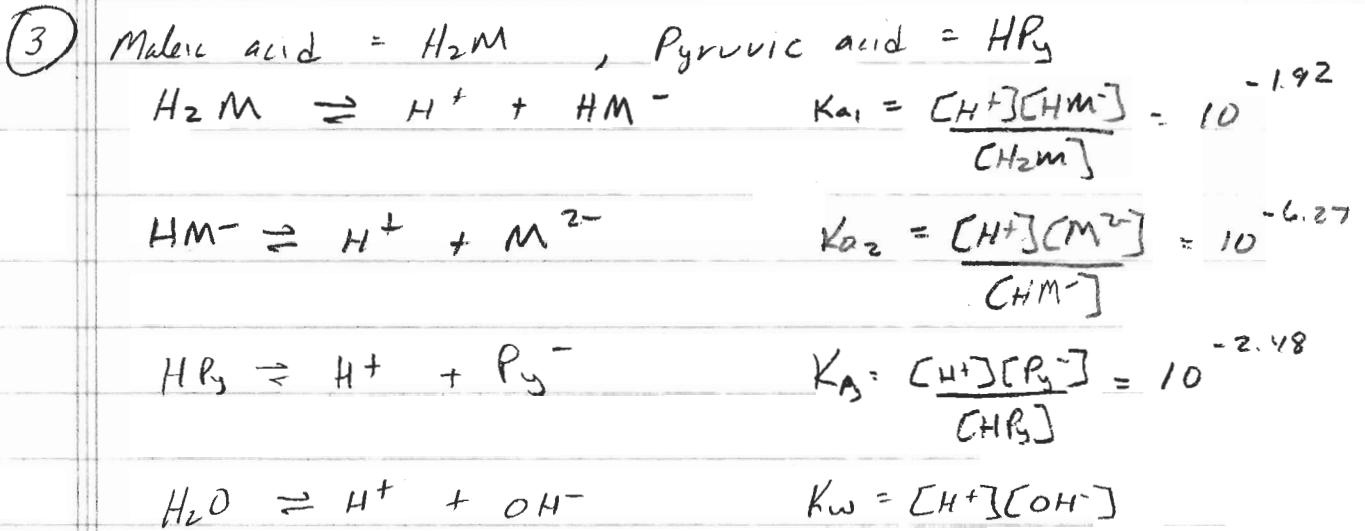 ③ Maleic acid = H₂M , Pyruvic acid = HPy
H₂M ⇌ H⁺ + HM⁻ Ka₁ = [H⁺][HM⁻] / [H₂M] = 10^-1.92
HM⁻ ⇌ H⁺ + M²⁻ Ka₂ = [H⁺][M²⁻] / [HM⁻] = 10^-6.27
HPy ⇌ H⁺ + Py⁻ KA = [H⁺][Py⁻] / [HPy] = 10^-2.48
H₂O ⇌ H⁺ + OH⁻ Kw = [H⁺][OH⁻]